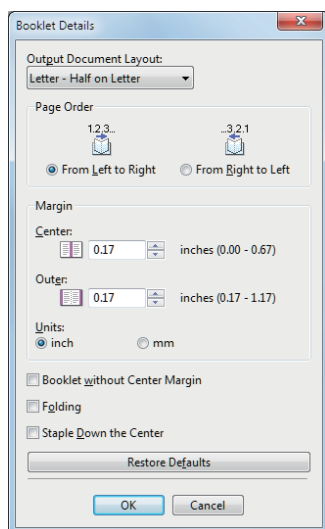 Booklet Details
Output Document Layout:
Letter - Half on Letter
Page Order
1,2,3... ...3,2,1
From Left to Right From Right to Left
Margin
Center:
0.17 inches (0.00 - 0.67)
Outer:
0.17 inches (0.17 - 1.17)
Units:
inch mm
Booklet without Center Margin
Folding
Staple Down the Center
Restore Defaults
OK Cancel